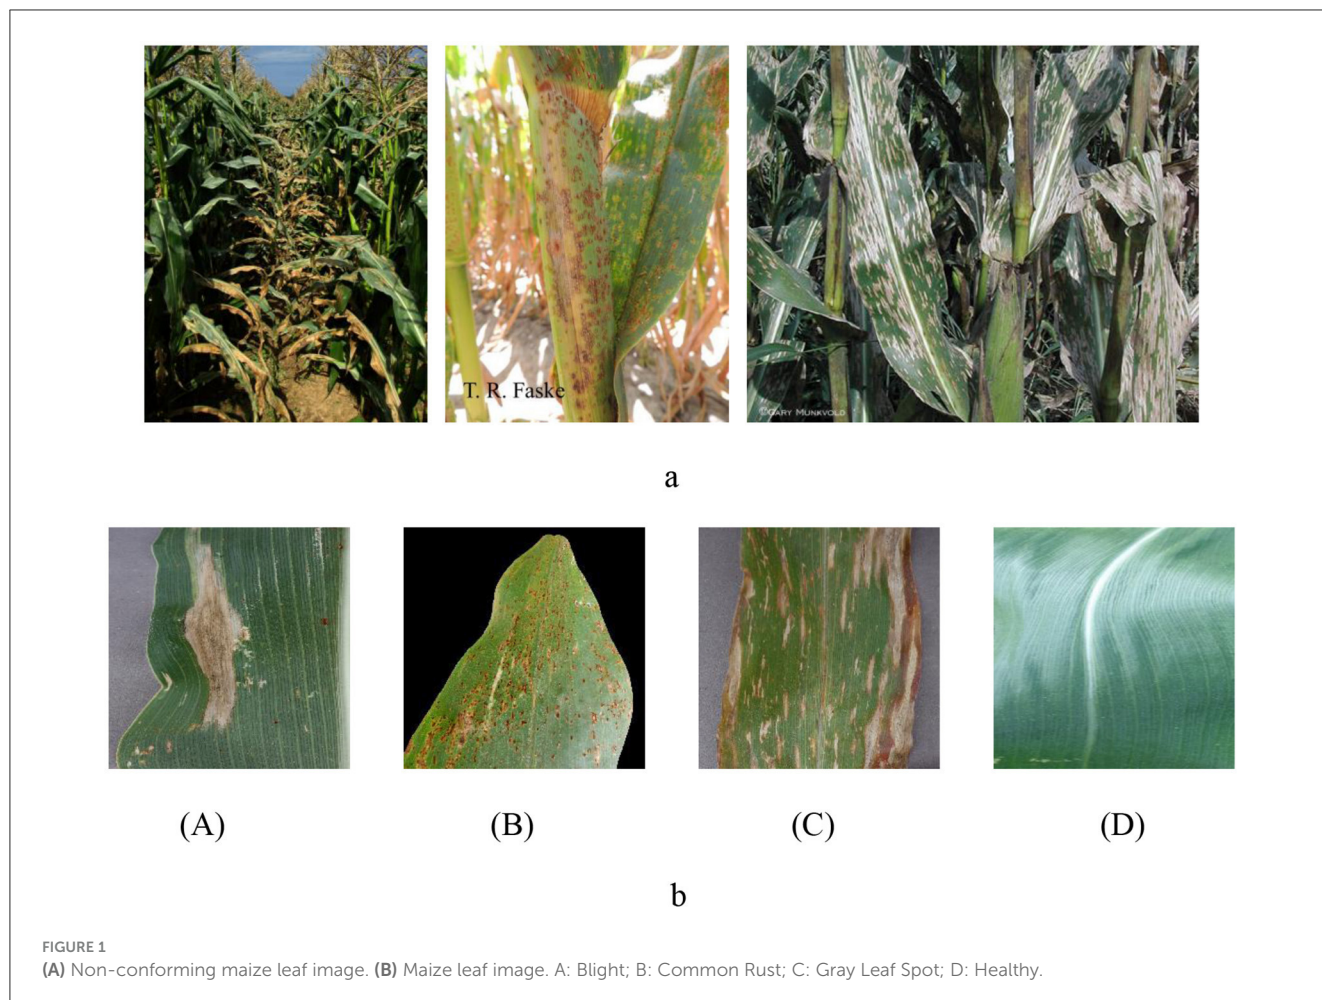 T. R. Faske
©GARY MUNKVOLD
a
(A)
(B)
(C)
(D)
b
FIGURE 1
(A) Non-conforming maize leaf image. (B) Maize leaf image. A: Blight; B: Common Rust; C: Gray Leaf Spot; D: Healthy.